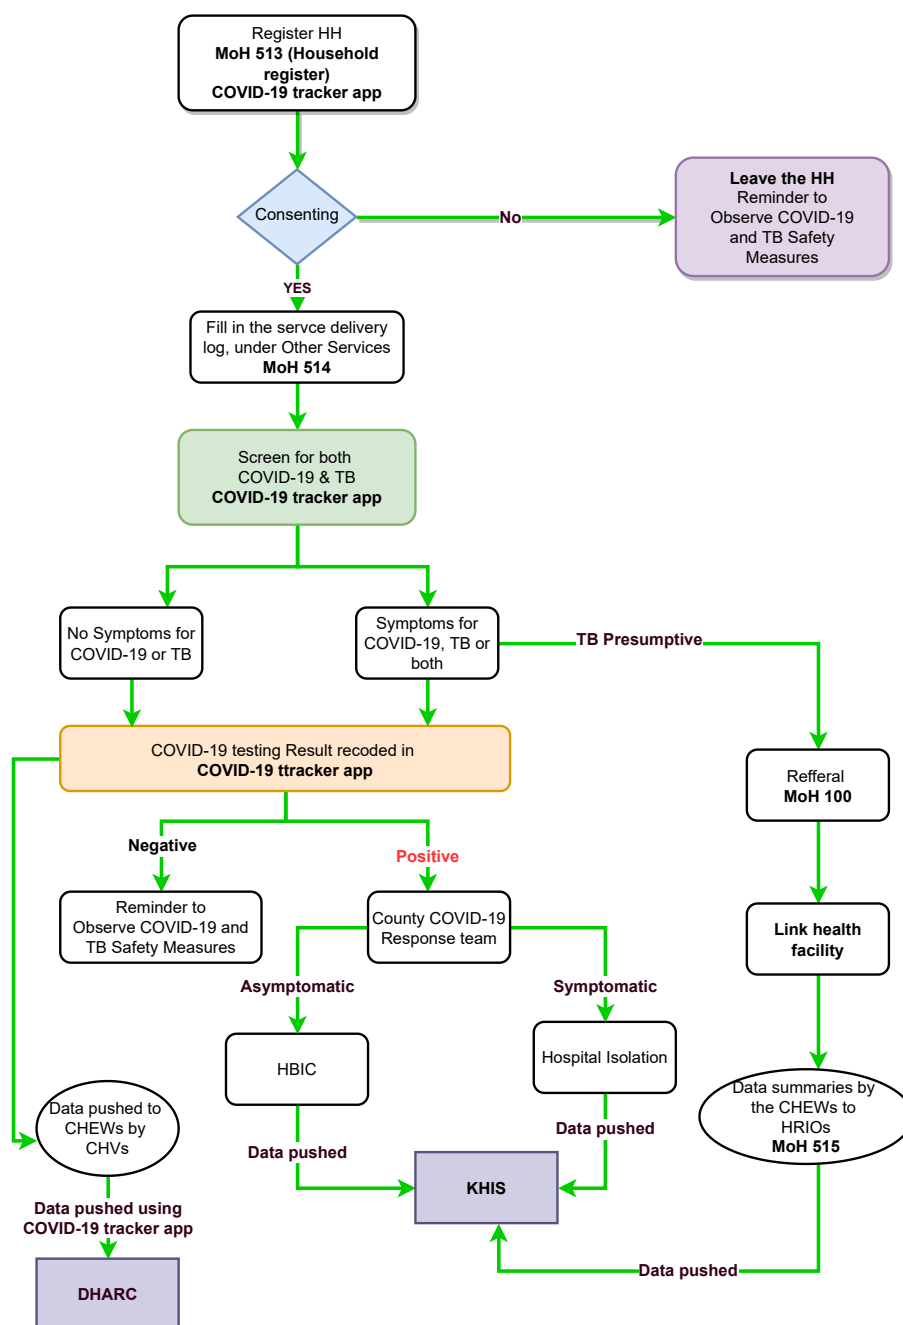 Register HH
MoH 513 (Household
register)
COVID-19 tracker app
Consenting
No
Leave the HH
Reminder to
Observe COVID-19
and TB Safety
Measures
YES
Fill in the servce delivery
log, under Other Services
MoH 514
Screen for both
COVID-19 & TB
COVID-19 tracker app
No Symptoms for
COVID-19 or TB
Symptoms for
COVID-19, TB or
both
TB Presumptive
COVID-19 testing Result recoded in
COVID-19 ttracker app
Refferal
MoH 100
Negative
Positive
Reminder to
Observe COVID-19 and
TB Safety Measures
County COVID-19
Response team
Link health
facility
Asymptomatic
Symptomatic
HBIC
Hospital Isolation
Data pushed to
CHEWs by
CHVs
Data summaries by
the CHEWs to
HRIOs
MoH 515
Data pushed
Data pushed
KHIS
Data pushed using
COVID-19 tracker app
Data pushed
DHARC